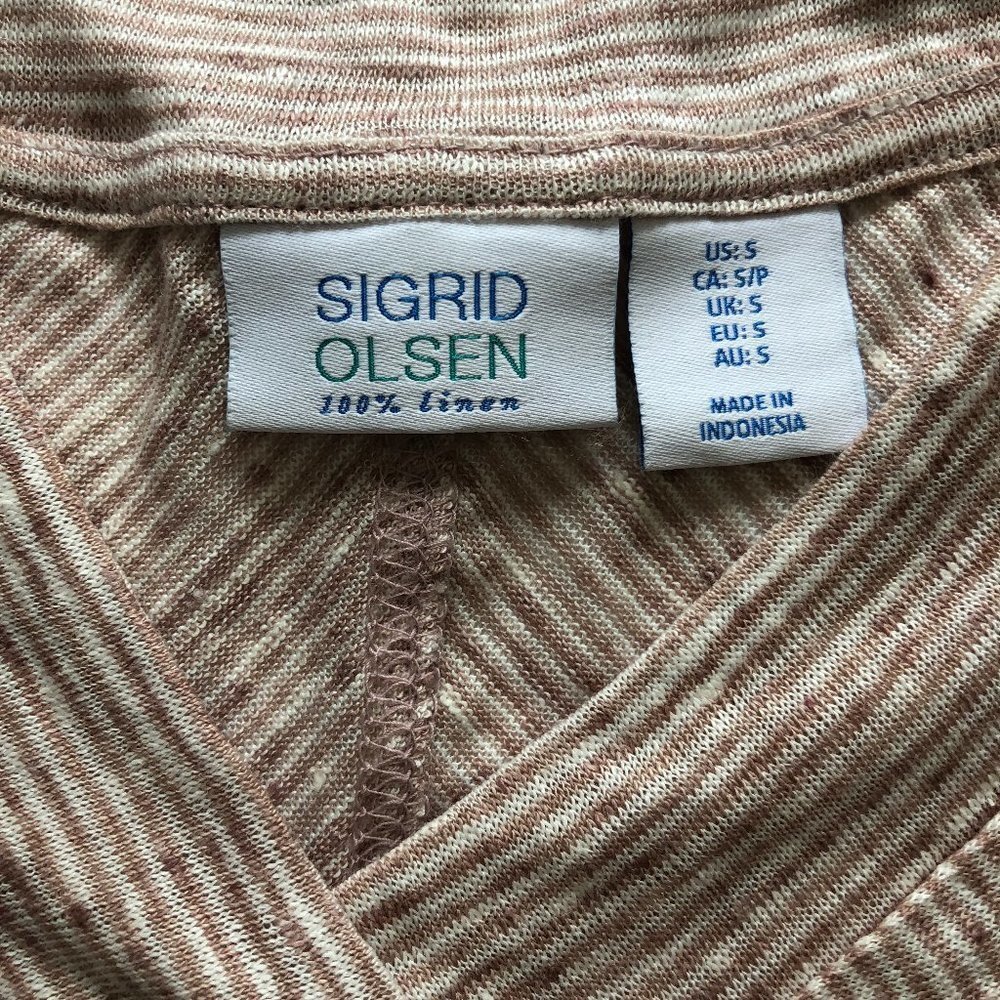 SIGRID
OLSEN
100% linen
US: S
CA: S/P
UK: S
EU: S
AU: S
MADE IN
INDONESIA